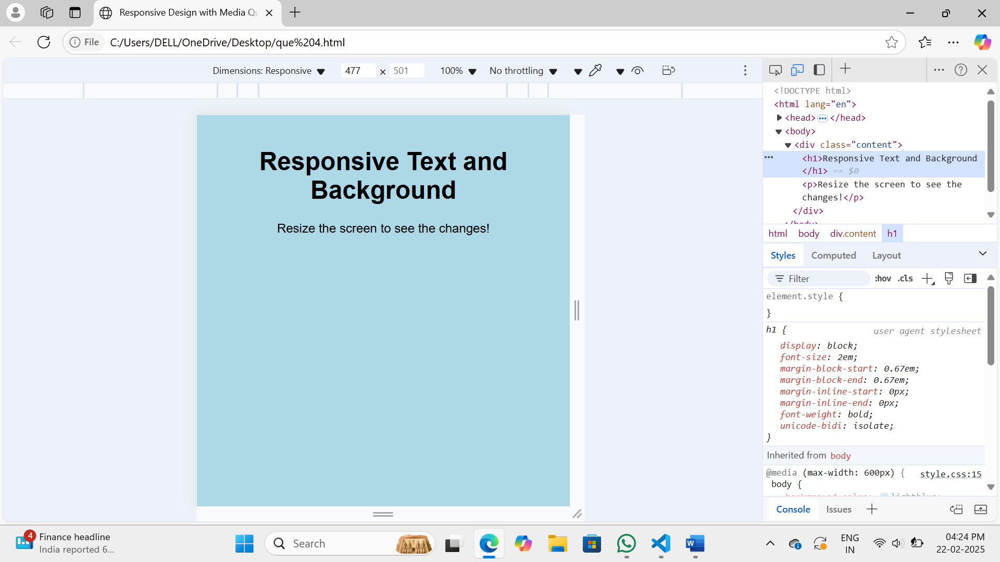 Responsive Design with Media Qu
File
C:/Users/DELL/OneDrive/Desktop/que%204.html
Dimensions: Responsive
477 × 501
100%
No throttling
Responsive Text and
Background
Resize the screen to see the changes!
<!DOCTYPE html>
<html lang="en">
<head> </head>
<body>
<div class="content">
<h1>Responsive Text and Background
</h1> == $0
<p>Resize the screen to see the
changes!</p>
</div>
</body>
html body div.content h1
Styles Computed Layout
Filter :hov .cls
element.style {
}
h1 { user agent stylesheet
display: block;
font-size: 2em;
margin-block-start: 0.67em;
margin-block-end: 0.67em;
margin-inline-start: 0px;
margin-inline-end: 0px;
font-weight: bold;
unicode-bidi: isolate;
}
Inherited from body
@media (max-width: 600px) { style.css:15
body {
background-color: lightblue;
Console Issues
4
Finance headline
India reported 6...
Search
ENG
IN
04:24 PM
22-02-2025